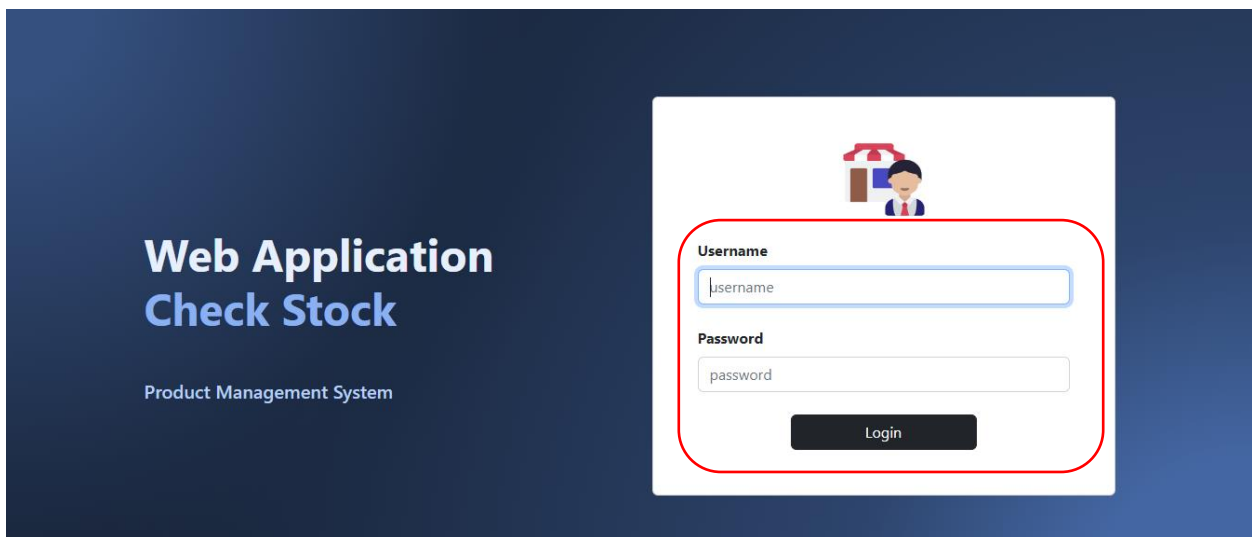 Web Application
Check Stock
Product Management System
Username
username
Password
password
Login